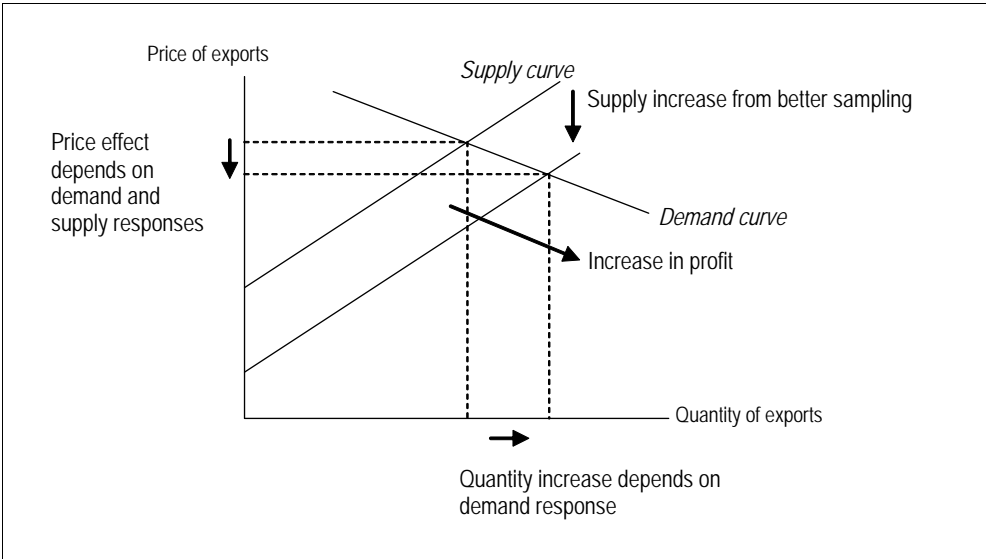 Price of exports
Supply curve
Supply increase from better sampling
Price effect
depends on
demand and
supply responses
Demand curve
Increase in profit
Quantity of exports
Quantity increase depends on
demand response